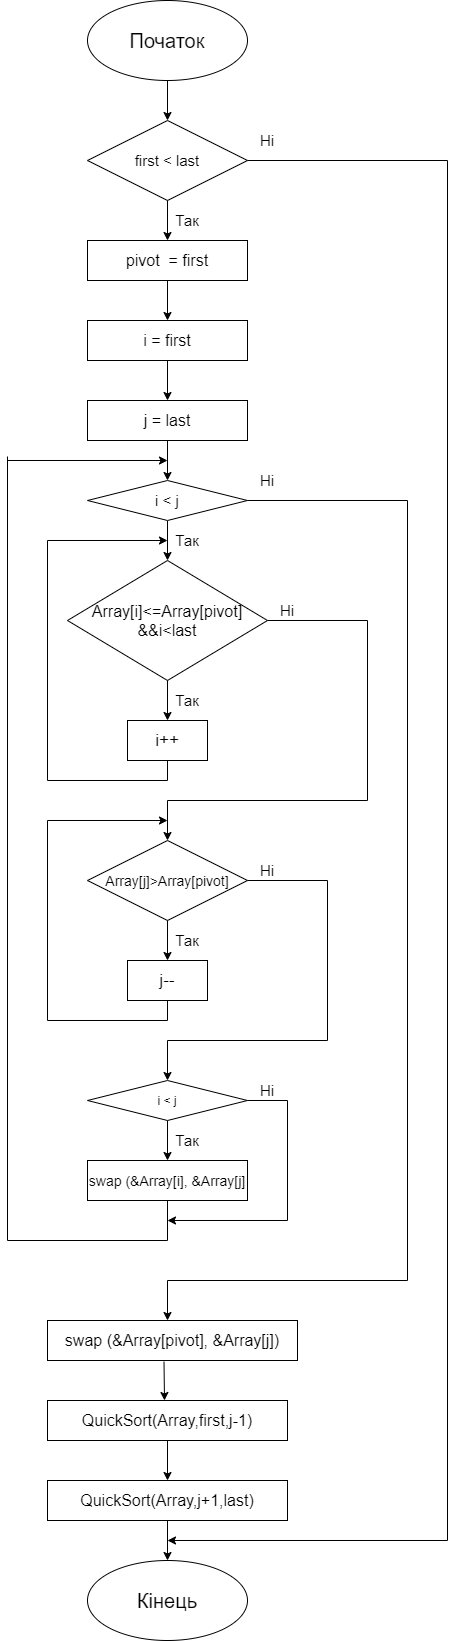 Початок
Ні
first < last
Так
pivot = first
i = first
j = last
Ні
i < j
Так
Array[i]<=Array[pivot]
&&i<last
Ні
Так
i++
Ні
Array[j]>Array[pivot]
Так
j--
Ні
i < j
Так
swap (&Array[i], &Array[j]
swap (&Array[pivot], &Array[j])
QuickSort(Array,first,j-1)
QuickSort(Array,j+1,last)
Кінець